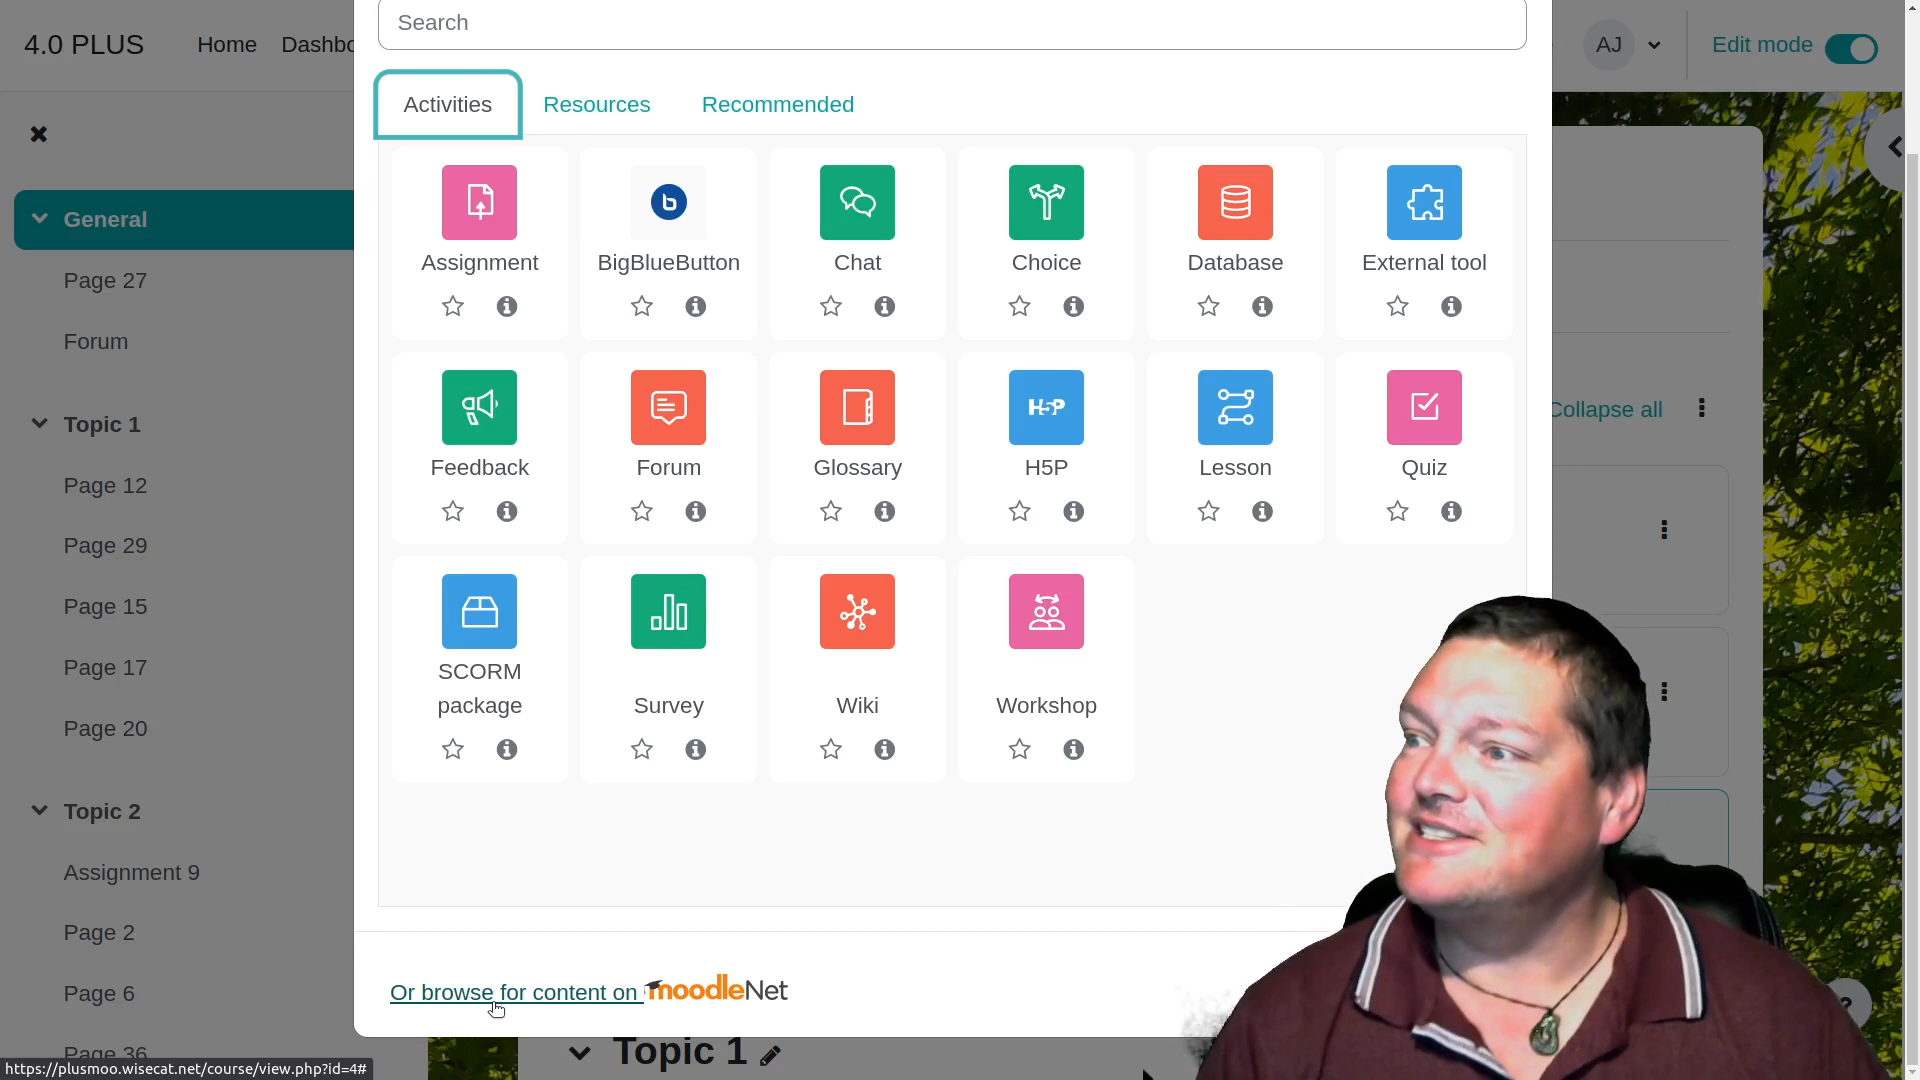 4.0 PLUS
Home
Dashbo
AJ
Edit mode
Search
Activities
Resources
Recommended
General
Page 27
Forum
Topic 1
Page 12
Page 29
Page 15
Page 17
Page 20
Topic 2
Assignment 9
Page 2
Page 6
Page 36
Assignment
b
BigBlueButton
Chat
Choice
Database
External tool
Feedback
Forum
Glossary
H5P
H5P
Lesson
Quiz
SCORM
package
Survey
Wiki
Workshop
Collapse all
Or browse for content on moodleNet
?
Topic 1
https://plusmoo.wisecat.net/course/view.php?id=4#